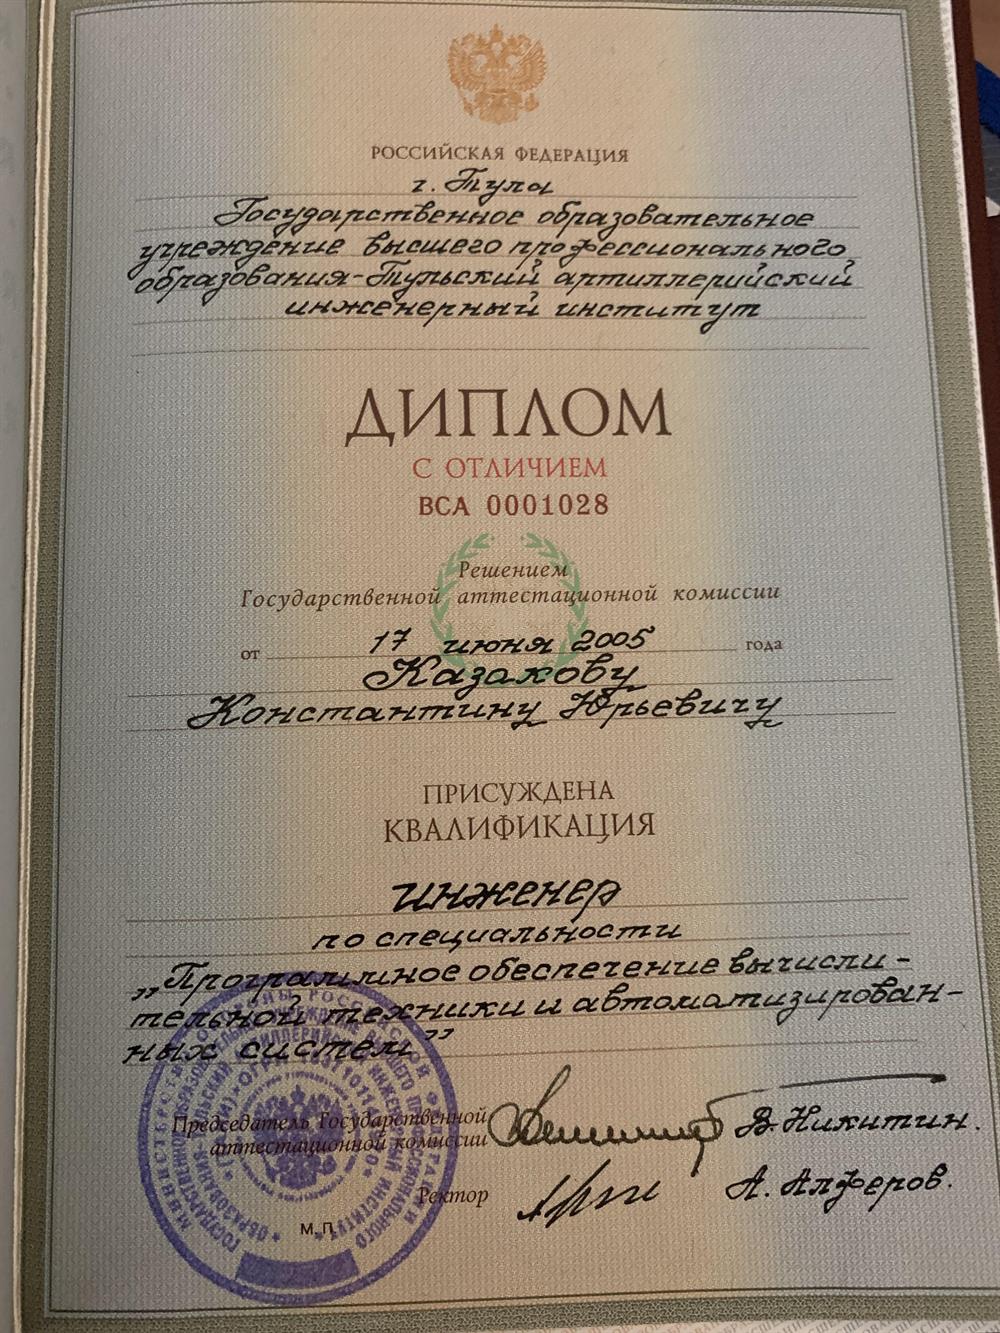 РОССИЙСКАЯ ФЕДЕРАЦИЯ
г. Тула
Государственное образовательное
учреждение высшего профессионального
образования-Тульский артиллерийский
инженерный институт
ДИПЛОМ
С ОТЛИЧИЕМ
ВСА 0001028
Решением
Государственной аттестационной комиссии
от 17 июня 2005 года
Казакову
Константину Юрьевичу
ПРИСУЖДЕНА
КВАЛИФИКАЦИЯ
инженер
по специальности
„Программное обеспечение вычисли-
тельной техники и автоматизирован-
ных систем”
Председатель Государственной
аттестационной комиссии В. Никитин.
Ректор А. Алферов.
М.П.